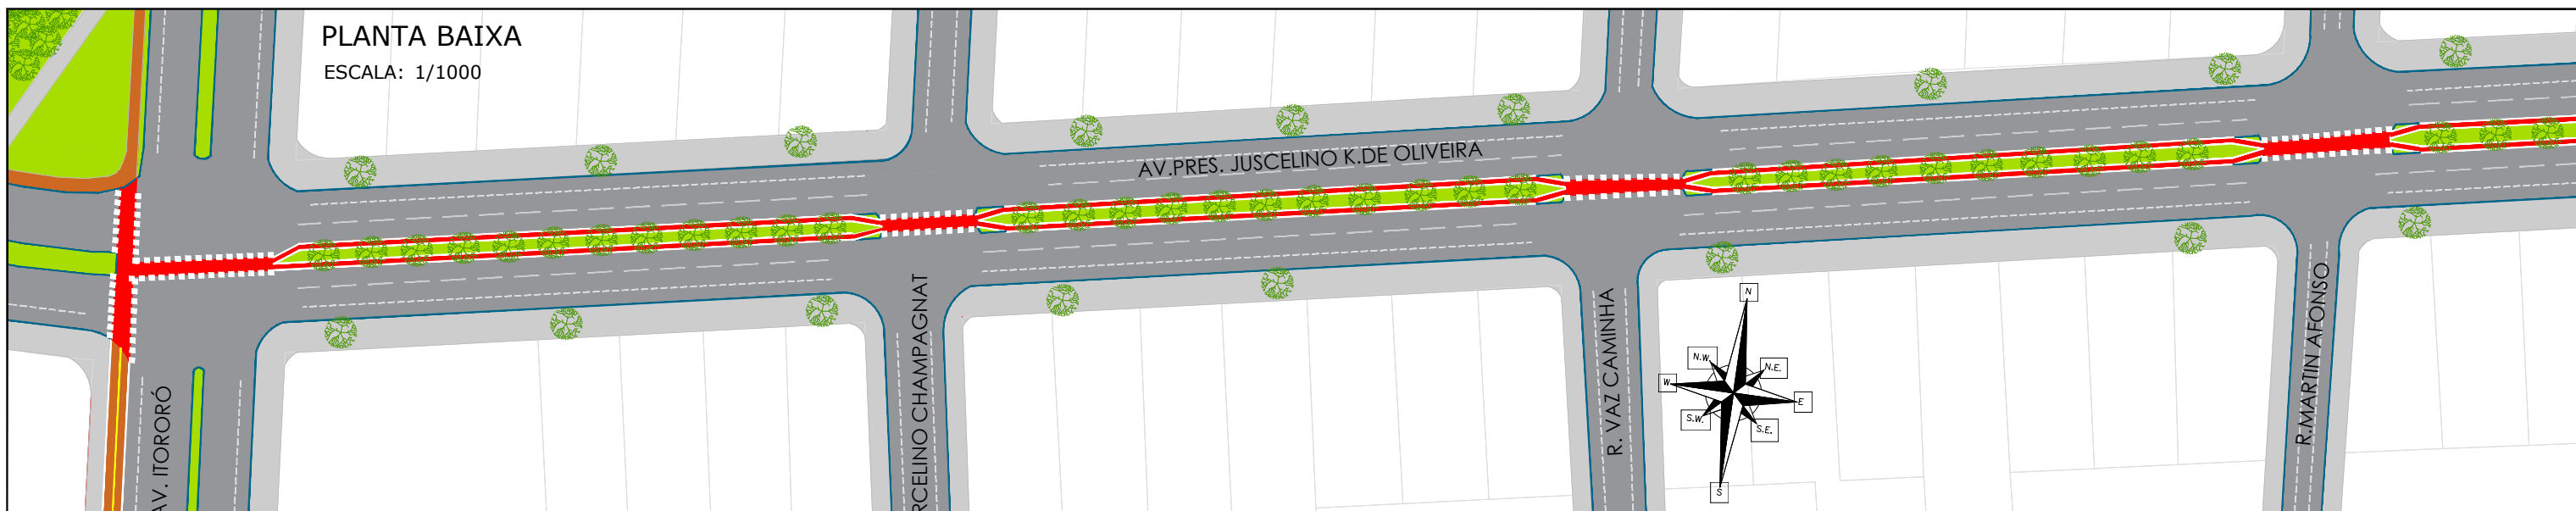 PLANTA BAIXA
ESCALA: 1/1000
AV.PRES. JUSCELINO K.DE OLIVEIRA
AV. ITORORÓ
RCELINO CHAMPAGNAT
R. VAZ CAMINHA
R.MARTIN AFONSO
N
N.W.
N.E.
W
E
S.W.
S.E.
S